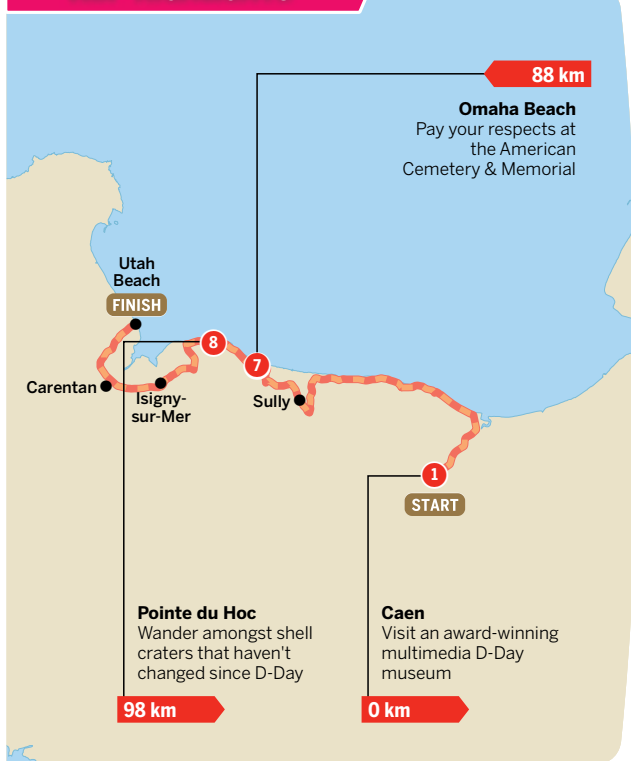 88 km
Omaha Beach
Pay your respects at
the American
Cemetery & Memorial
Utah
Beach
FINISH
8
7
Carentan
Isigny-
sur-Mer
Sully
1
START
Pointe du Hoc
Wander amongst shell
craters that haven't
changed since D-Day
98 km
Caen
Visit an award-winning
multimedia D-Day
museum
0 km